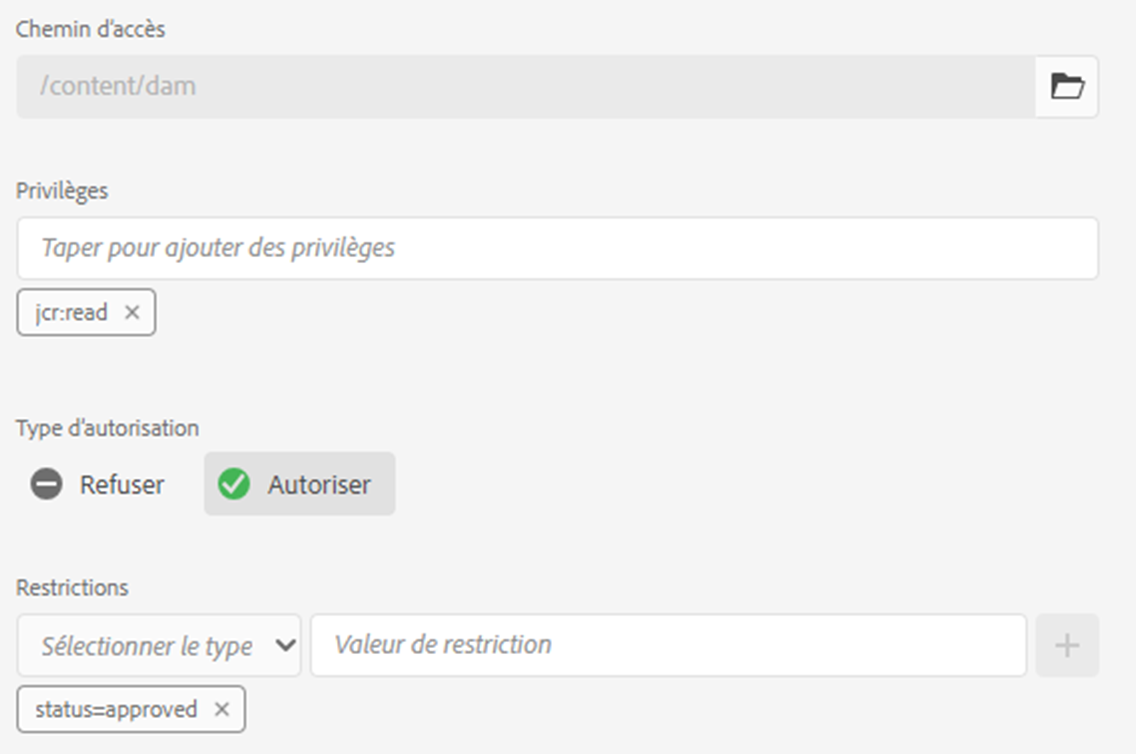 Chemin d'accès
/content/dam
Privilèges
Taper pour ajouter des privilèges
jcr:read
Type d'autorisation
Refuser Autoriser
Restrictions
Sélectionner le type Valeur de restriction
status=approved